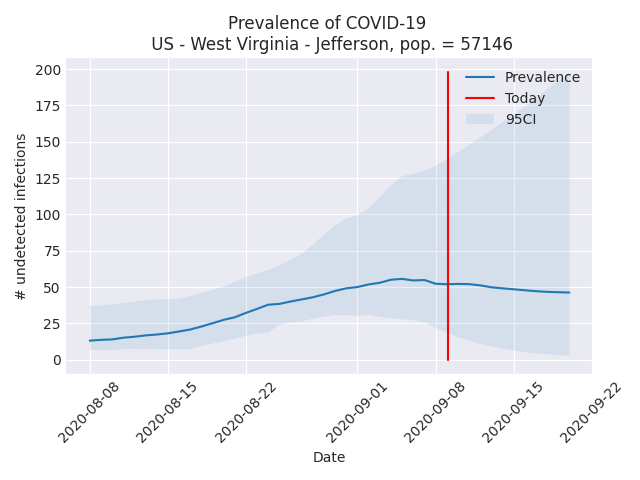 Prevalence of COVID-19
US - West Virginia - Jefferson, pop. = 57146
200
175
150
125
100
75
50
25
0
# undetected infections
Prevalence
Today
95CI
2020-08-08
2020-08-15
2020-08-22
2020-09-01
2020-09-08
2020-09-15
2020-09-22
Date